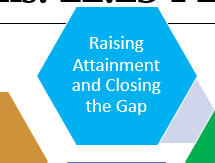 Raising
Attainment
and Closing
the Gap